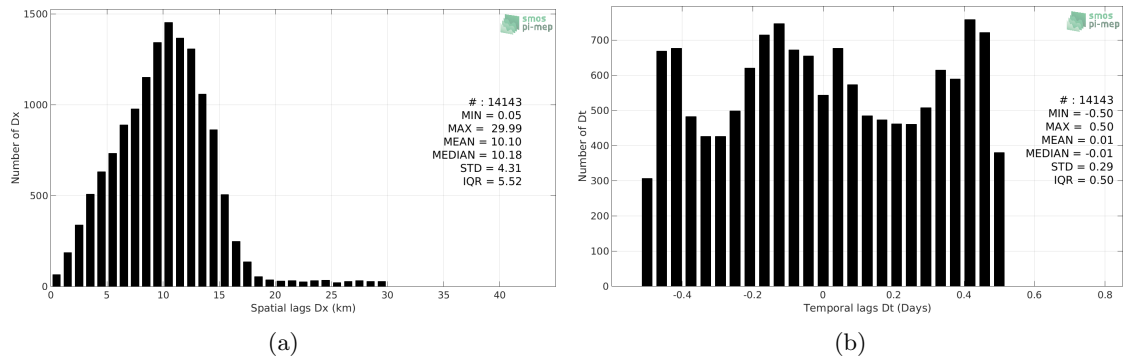 1500
1000
500
0
0 5 10 15 20 25 30 35 40
Number of Dx
Spatial lags Dx (km)
smos
pi-mep
# : 14143
MIN = 0.05
MAX = 29.99
MEAN = 10.10
MEDIAN = 10.18
STD = 4.31
IQR = 5.52
(a)
700
600
500
400
300
200
100
0
-0.4 -0.2 0 0.2 0.4 0.6 0.8
Number of Dt
Temporal lags Dt (Days)
smos
pi-mep
# : 14143
MIN = -0.50
MAX = 0.50
MEAN = 0.01
MEDIAN = -0.01
STD = 0.29
IQR = 0.50
(b)